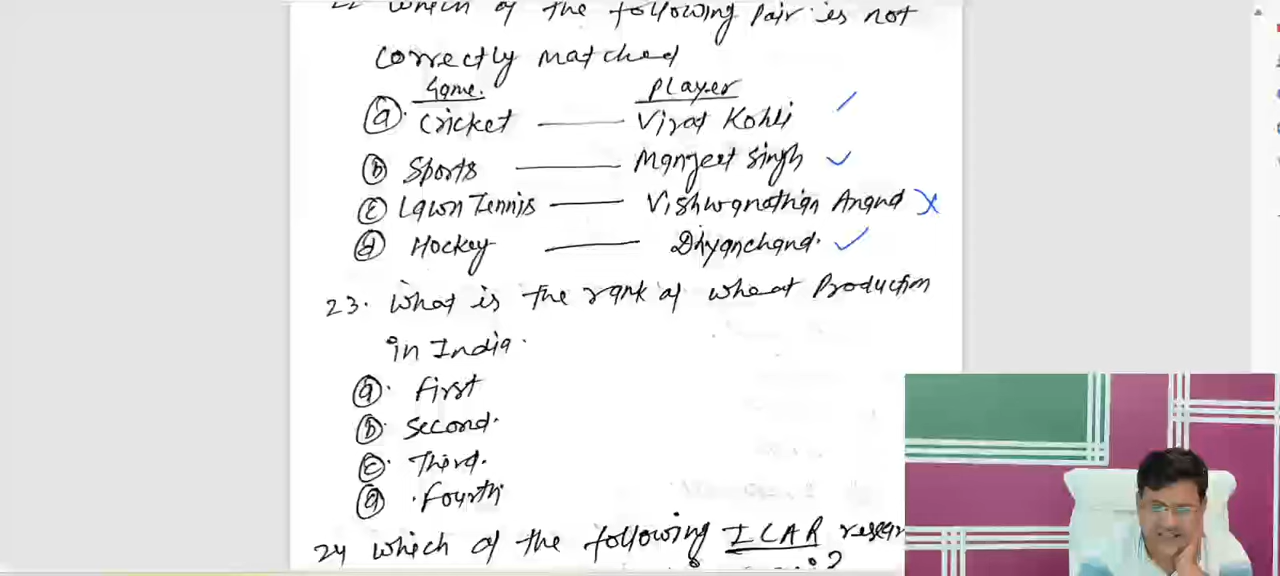 which of the following pair is not
correctly matched
Game. Player
(a). Cricket —— Virat Kohli
(b) Sports —— Manjeet Singh
(c) Lawn Tennis —— Vishwanathan Anand
(d) Hockey —— Dhyanchand.
23. What is the rank of wheat Production
in India.
(a). First
(b) Second.
(c). Third.
(d) . Fourth
24 which of the following ICAR